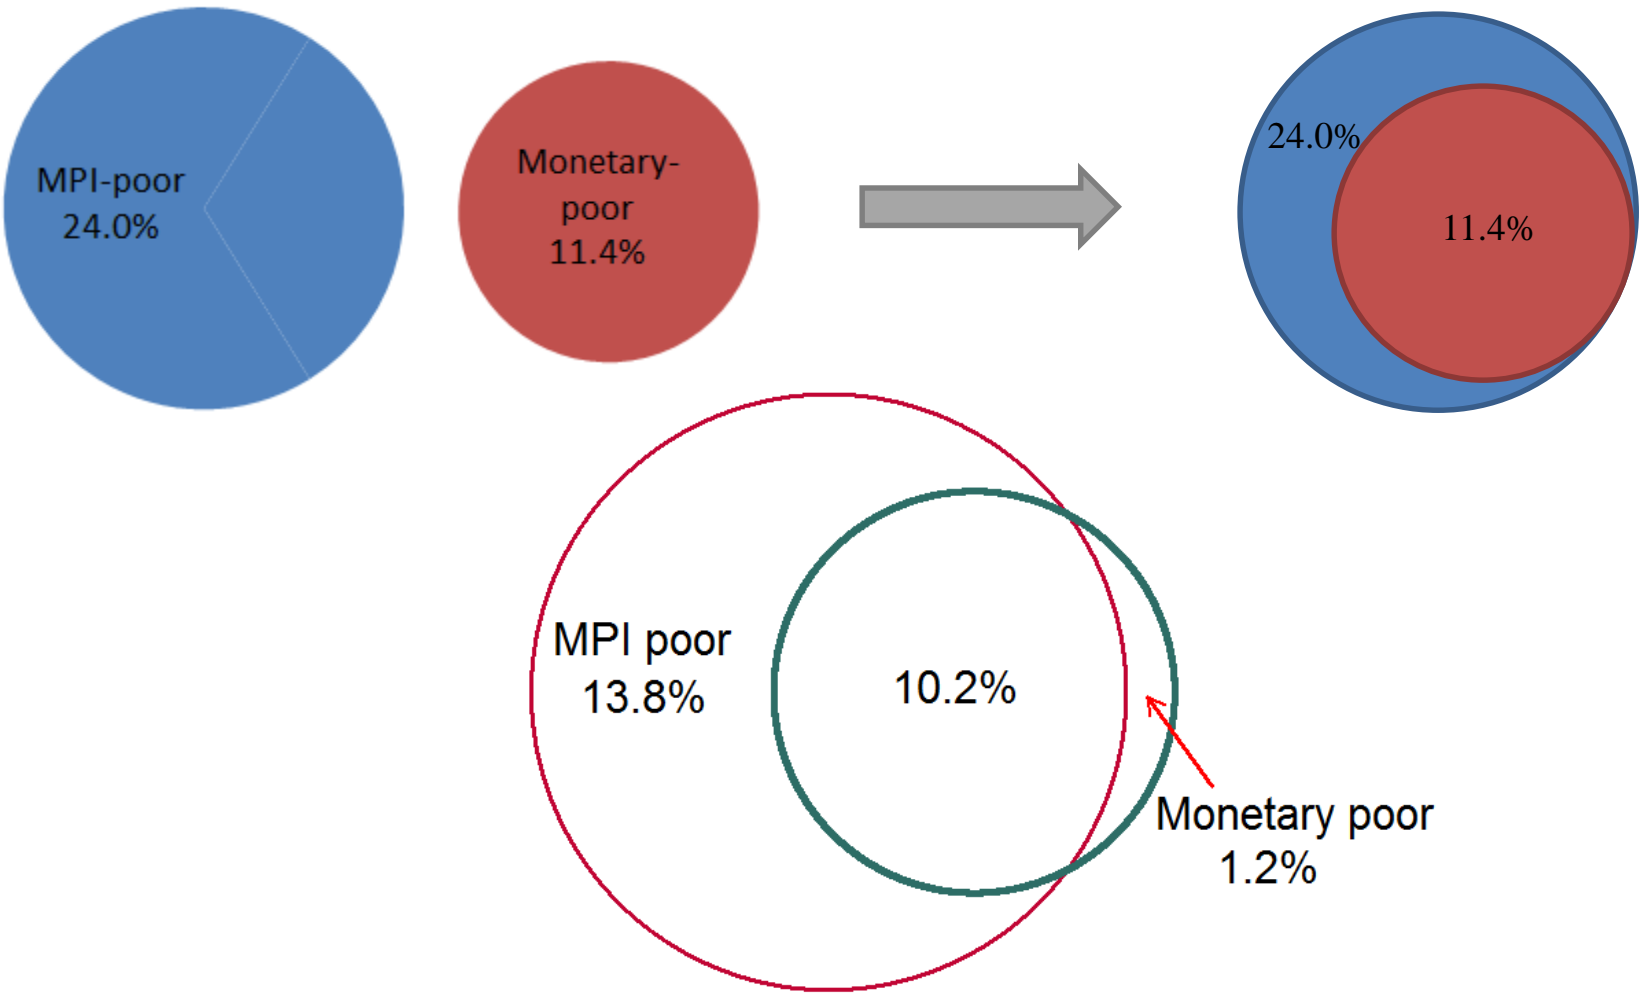 MPI-poor
24.0%
Monetary-
poor
11.4%
24.0%
11.4%
MPI poor
13.8%
10.2%
Monetary poor
1.2%